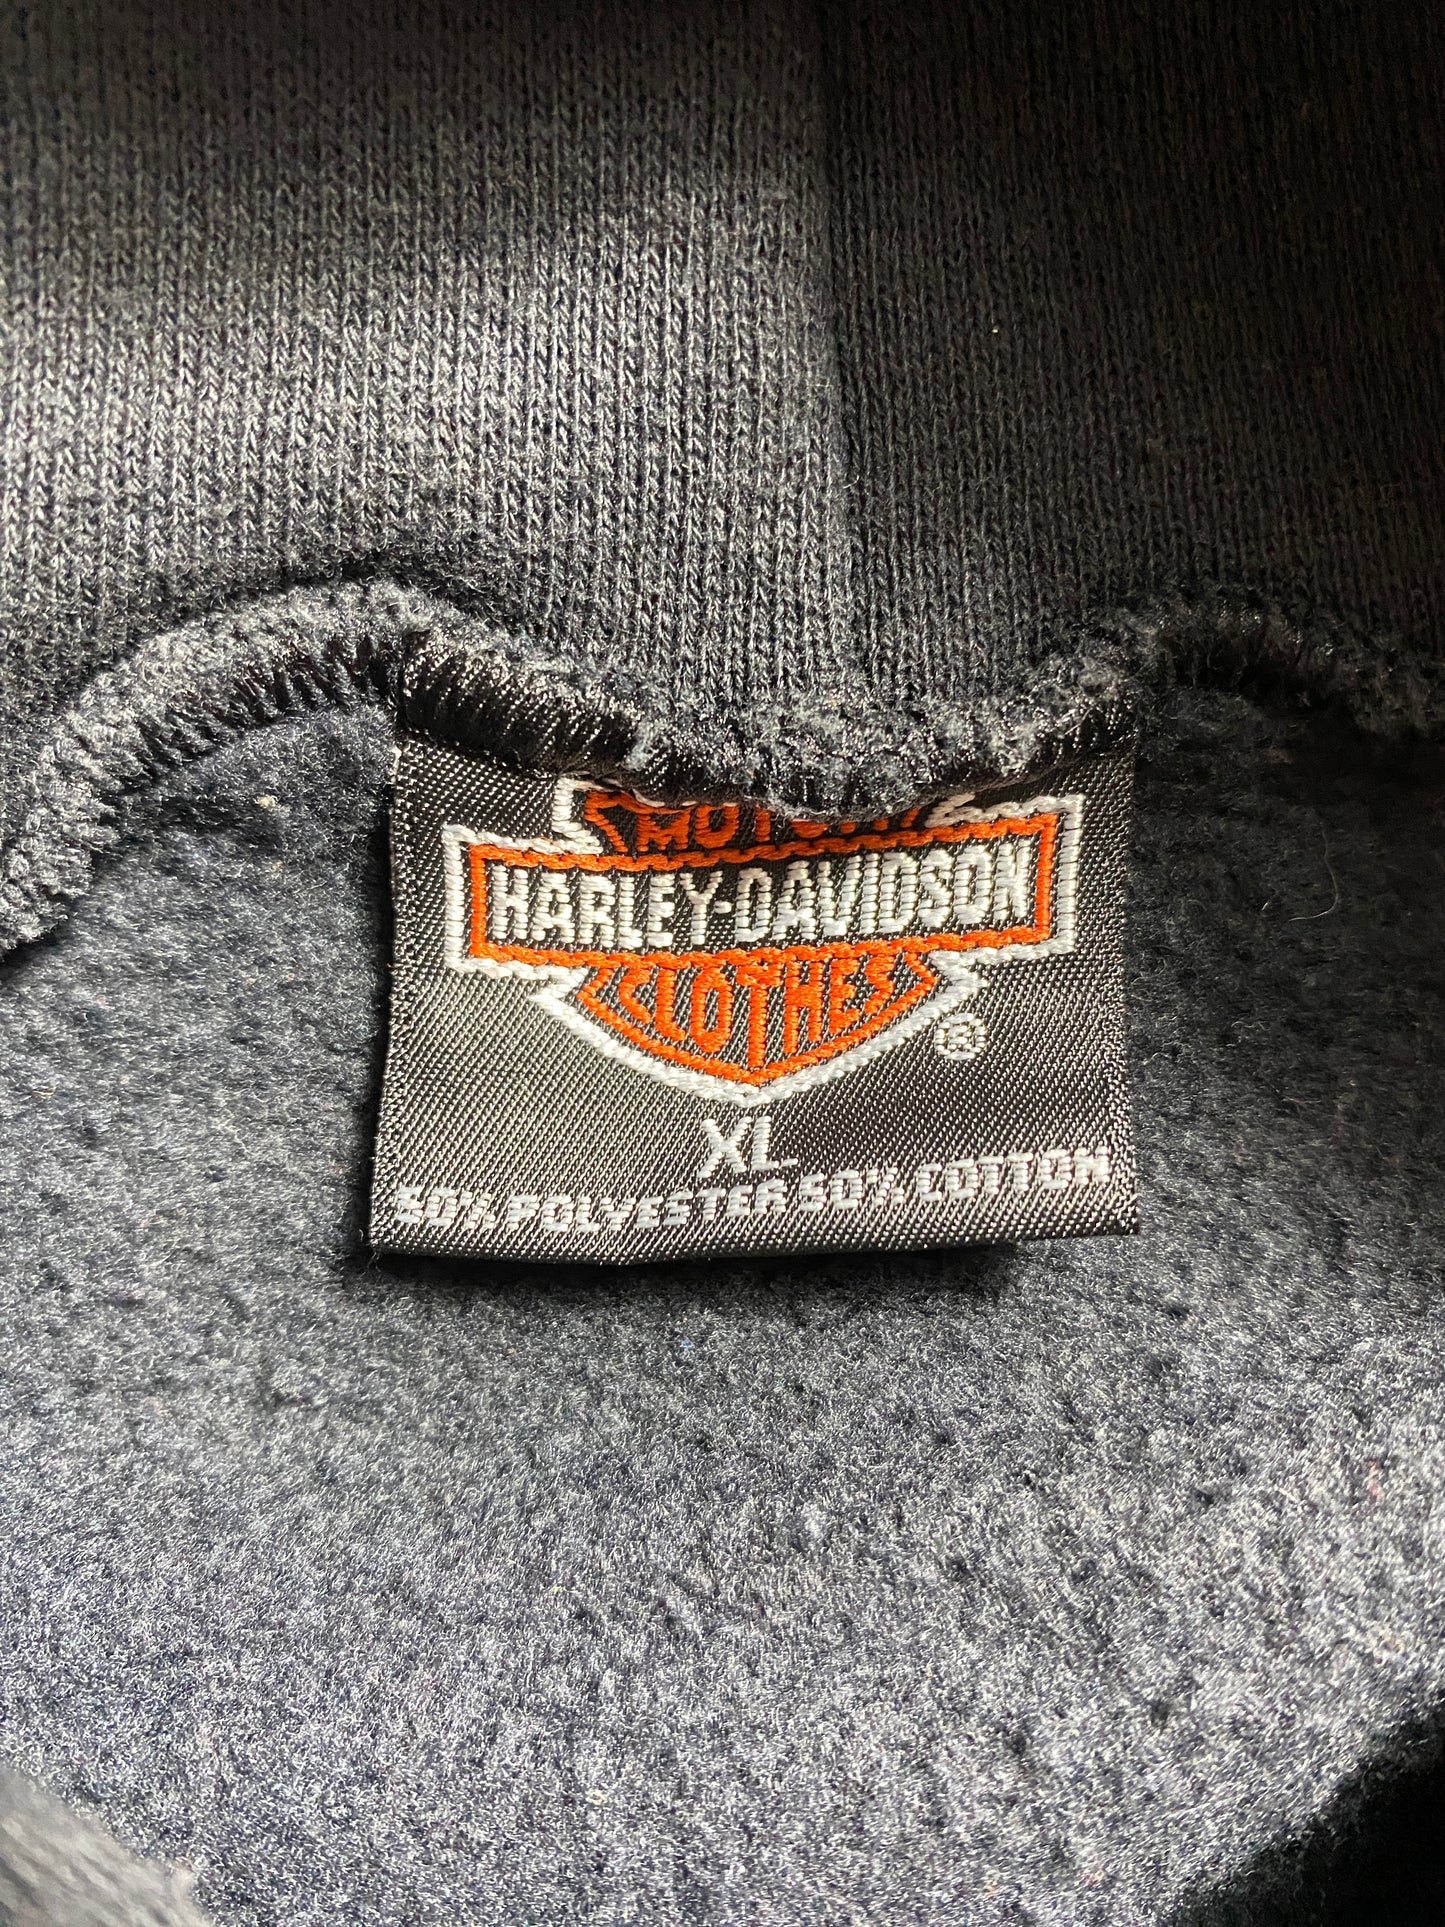 MOTOR
HARLEY-DAVIDSON
CLOTHES
®
XL
50% POLYESTER 50% COTTON